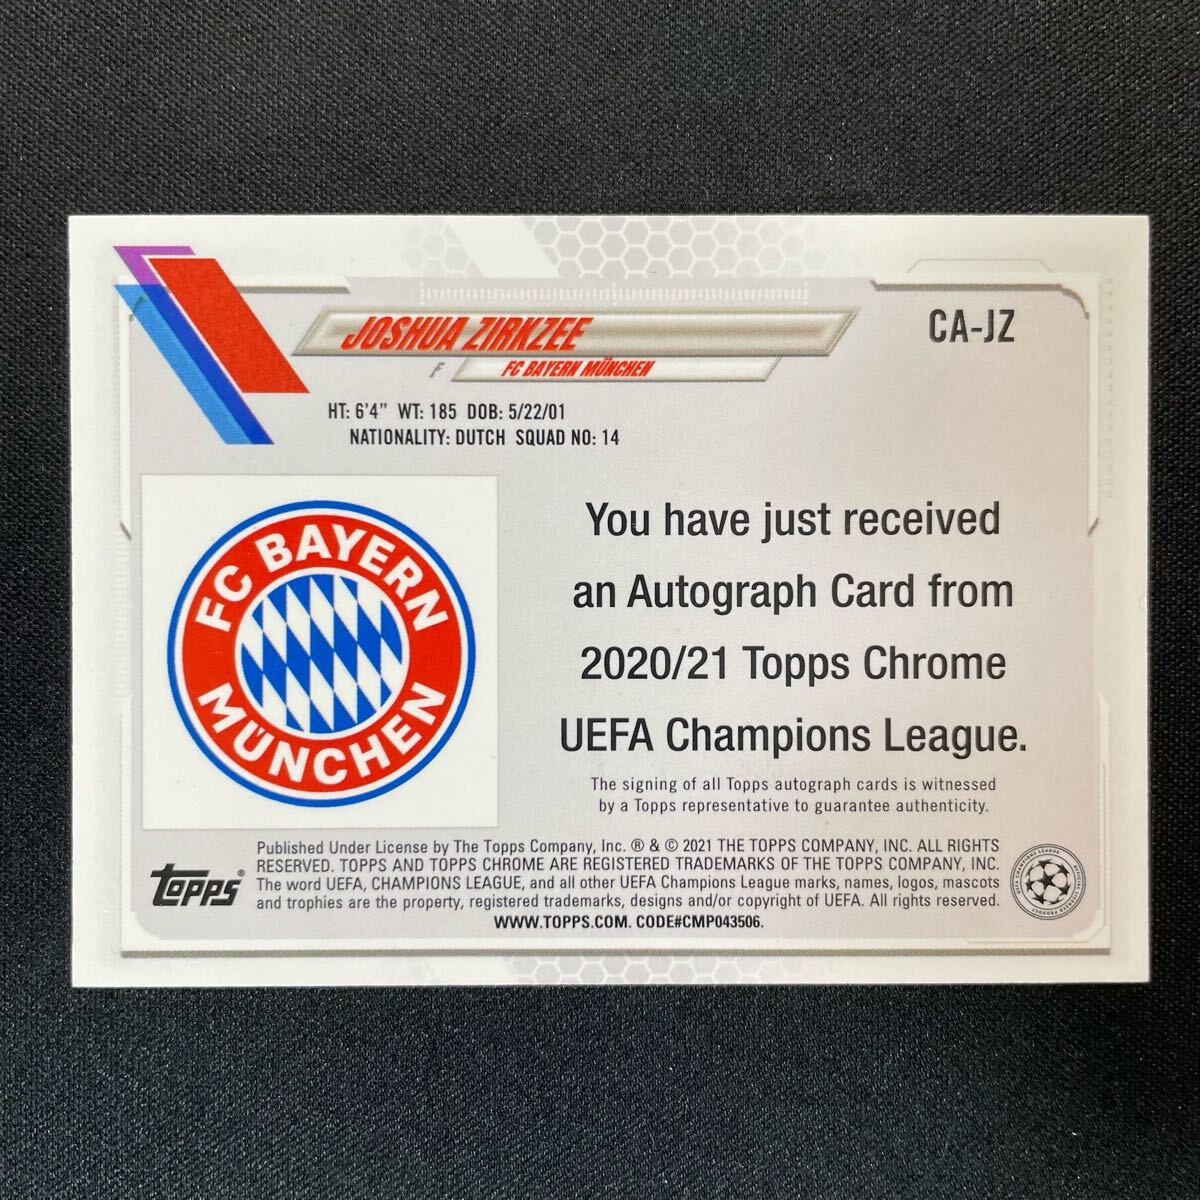 JOSHUA ZIRKZEE
CA-JZ
F FC BAYERN MÜNCHEN
HT: 6'4" WT: 185 DOB: 5/22/01
NATIONALITY: DUTCH SQUAD NO: 14
FC BAYERN
MÜNCHEN
You have just received
an Autograph Card from
2020/21 Topps Chrome
UEFA Champions League.
The signing of all Topps autograph cards is witnessed
by a Topps representative to guarantee authenticity.
topps®
Published Under License by The Topps Company, Inc. ® & © 2021 THE TOPPS COMPANY, INC. ALL RIGHTS
RESERVED. TOPPS AND TOPPS CHROME ARE REGISTERED TRADEMARKS OF THE TOPPS COMPANY, INC.
The word UEFA, CHAMPIONS LEAGUE, and all other UEFA Champions League marks, names, logos, mascots
and trophies are the property, registered trademarks, designs and/or copyright of UEFA. All rights reserved.
WWW.TOPPS.COM. CODE#CMP043506.